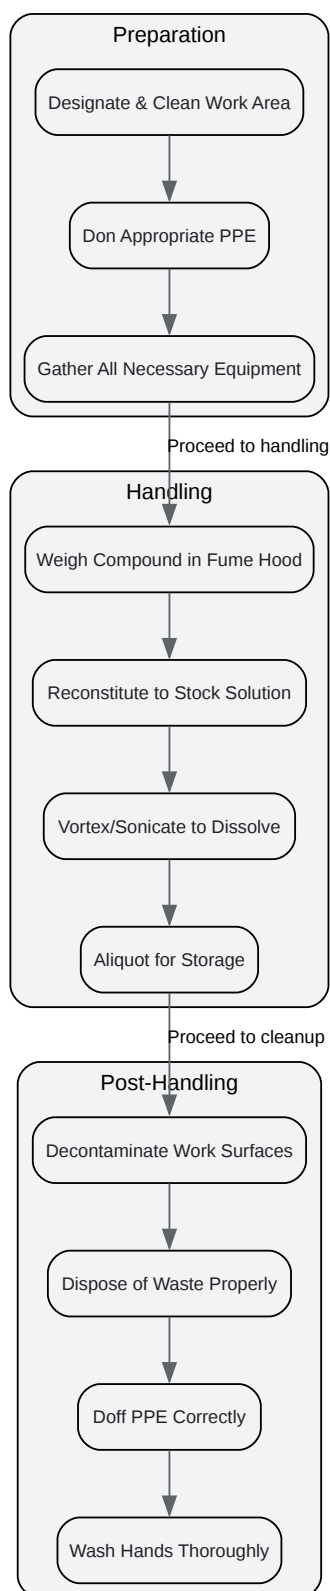 Preparation
Designate & Clean Work Area
Don Appropriate PPE
Gather All Necessary Equipment
Proceed to handling
Handling
Weigh Compound in Fume Hood
Reconstitute to Stock Solution
Vortex/Sonicate to Dissolve
Aliquot for Storage
Proceed to cleanup
Post-Handling
Decontaminate Work Surfaces
Dispose of Waste Properly
Doff PPE Correctly
Wash Hands Thoroughly